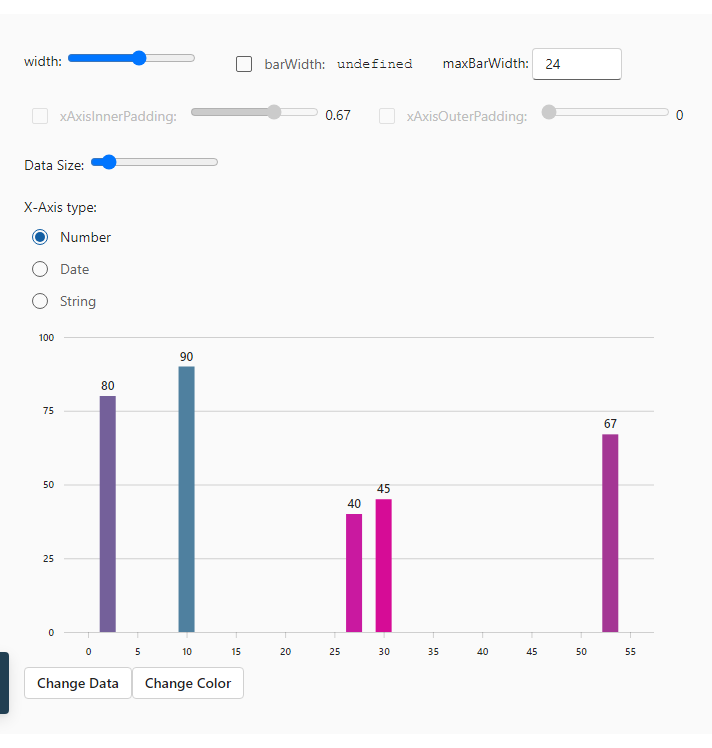 width: barWidth: undefined maxBarWidth: 24
xAxisInnerPadding: 0.67 xAxisOuterPadding: 0
Data Size:
X-Axis type:
Number
Date
String
100
90
80
75
67
50
45
40
25
0
0 5 10 15 20 25 30 35 40 45 50 55
Change Data Change Color